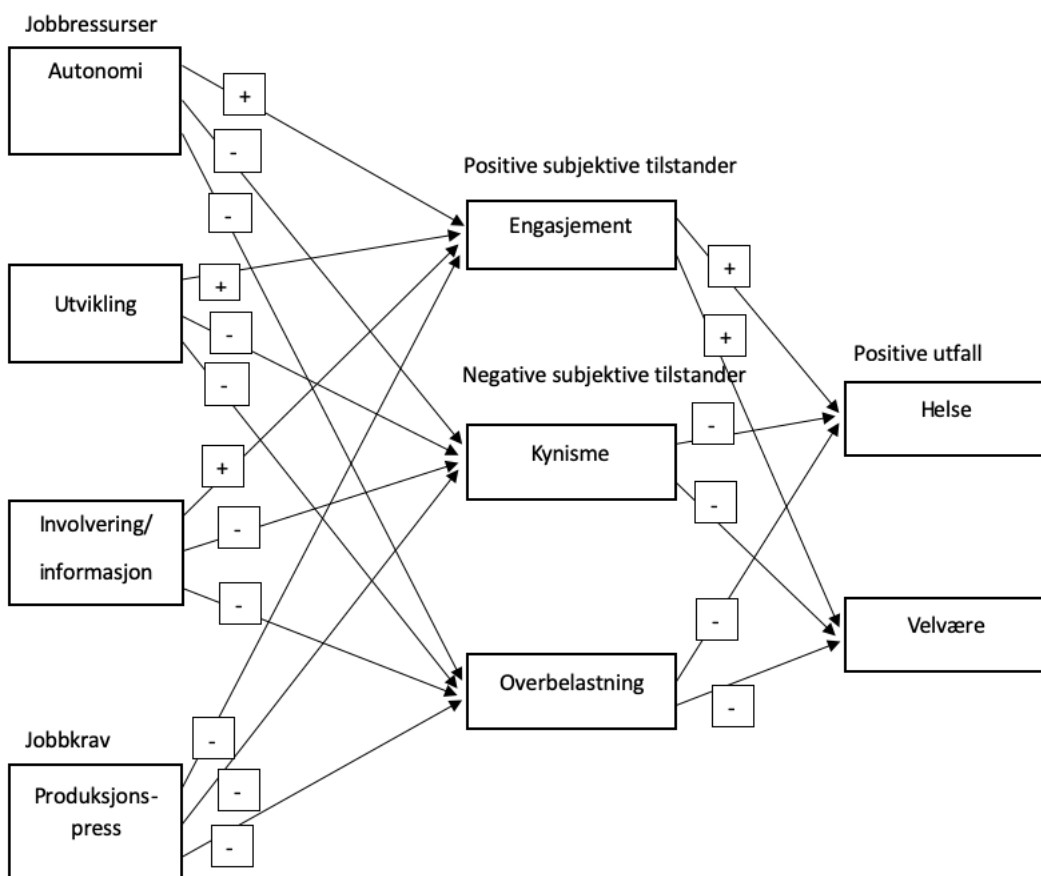 Jobbressurser
Autonomi
+
-
-
Positive subjektive tilstander
Engasjement
+
+
Utvikling
+
-
-
Positive utfall
Helse
Negative subjektive tilstander
Kynisme
-
-
Involvering/
informasjon
+
-
-
Velvære
Overbelastning
-
-
Jobbkrav
Produksjons-
press
-
-
-